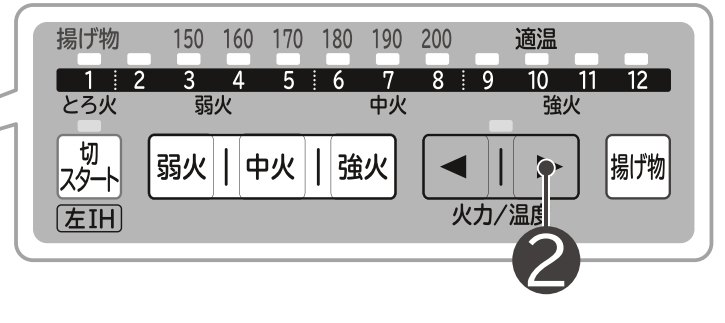 揚げ物 150 160 170 180 190 200 適温
1 2 3 4 5 6 7 8 9 10 11 12
とろ火 弱火 中火 強火
切 スタート 弱火 中火 強火 ◀ ▶ 揚げ物
左IH 火力/温度
2